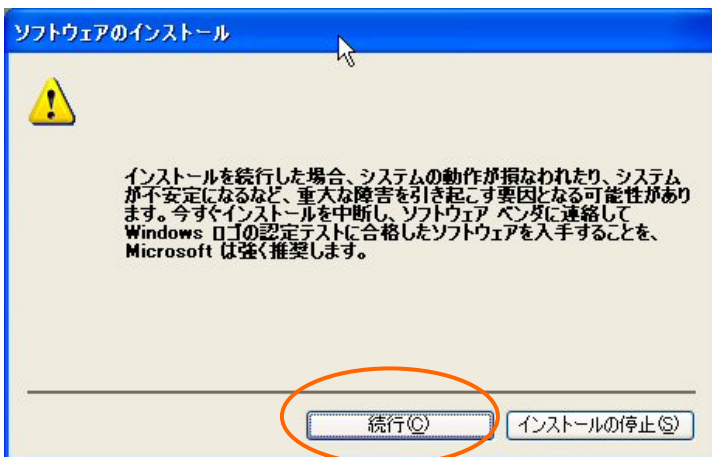 ソフトウェアのインストール
インストールを続行した場合、システムの動作が損なわれたり、システム
が不安定になるなど、重大な障害を引き起こす要因となる可能性があり
ます。今すぐインストールを中断し、ソフトウェア ベンダに連絡して
Windows ロゴの認定テストに合格したソフトウェアを入手することを、
Microsoft は強く推奨します。
続行(C) インストールの停止(S)